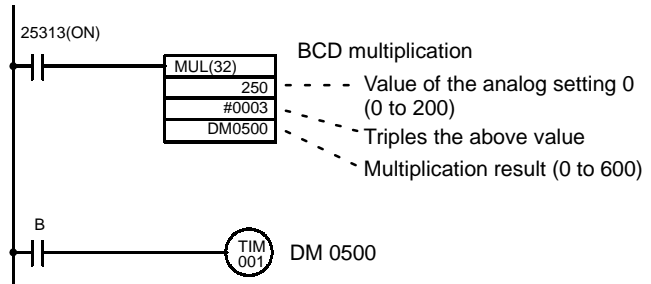 25313(ON)
BCD multiplication
MUL(32)
250
Value of the analog setting 0
(0 to 200)
#0003
Triples the above value
DM0500
Multiplication result (0 to 600)
B
TIM
001
DM 0500